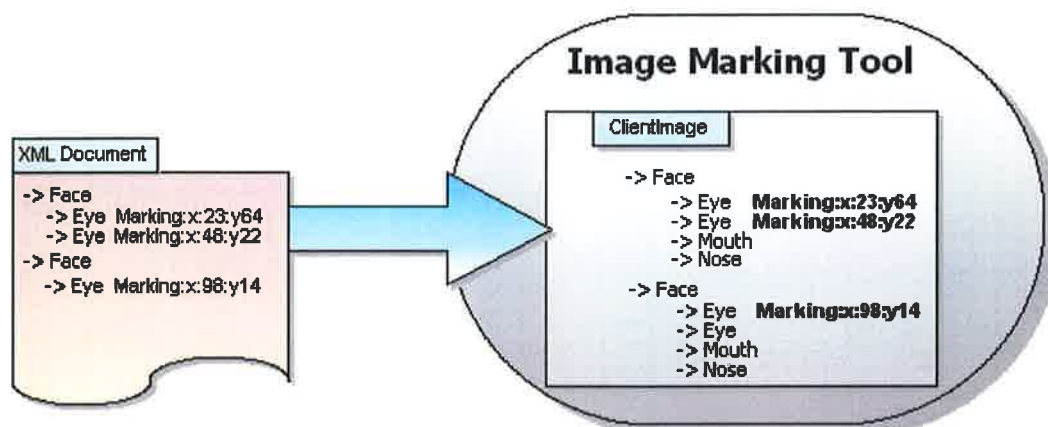 Image Marking Tool
XML Document
-> Face
-> Eye Marking:x:23:y64
-> Eye Marking:x:48:y22
-> Face
-> Eye Marking:x:98:y14
ClientImage
-> Face
-> Eye Marking:x:23:y64
-> Eye Marking:x:48:y22
-> Mouth
-> Nose
-> Face
-> Eye Marking:x:98:y14
-> Eye
-> Mouth
-> Nose